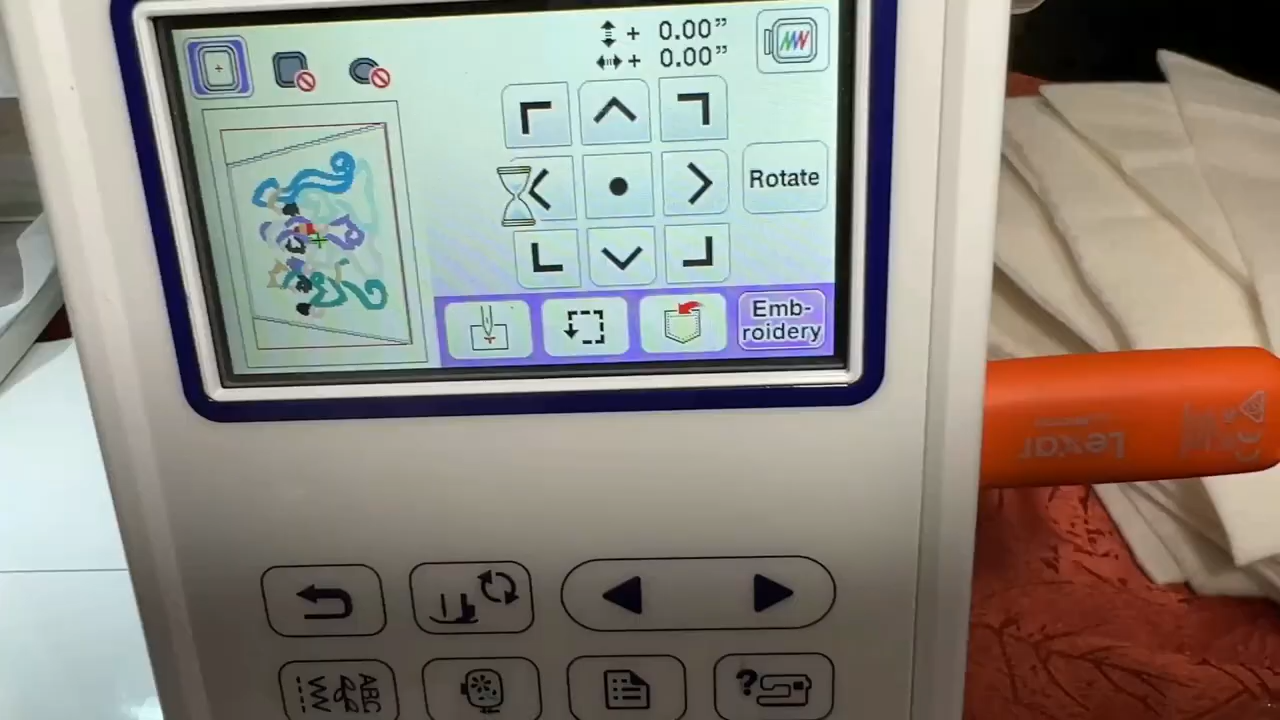 + 0.00"
+ 0.00"
Rotate
Emb-
roidery
Lexar
ABC
?